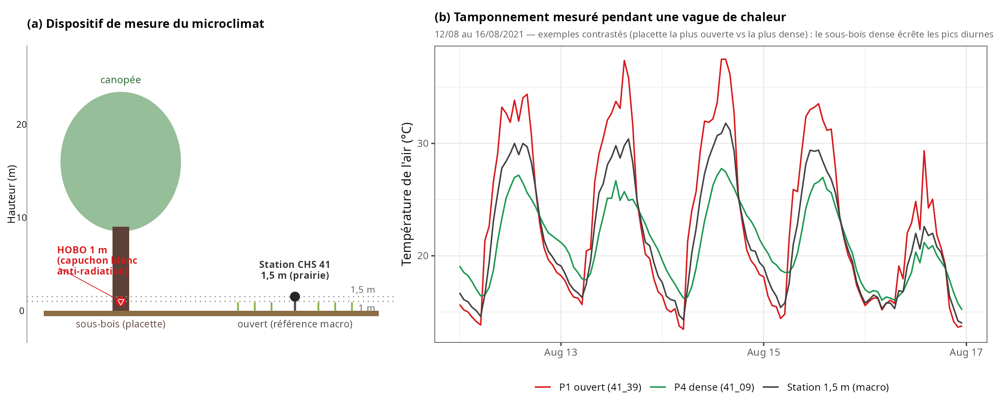 (a) Dispositif de mesure du microclimat
canopée
Hauteur (m)
20
10
0
HOBO 1 m
(capuchon blanc
anti-radiation)
Station CHS 41
1,5 m (prairie)
1,5 m
1 m
sous-bois (placette)
ouvert (référence macro)
(b) Tamponnement mesuré pendant une vague de chaleur
12/08 au 16/08/2021 — exemples contrastés (placette la plus ouverte vs la plus dense) : le sous-bois dense écrête les pics diurnes
Température de l'air (°C)
30
20
Aug 13
Aug 15
Aug 17
P1 ouvert (41_39)
P4 dense (41_09)
Station 1,5 m (macro)